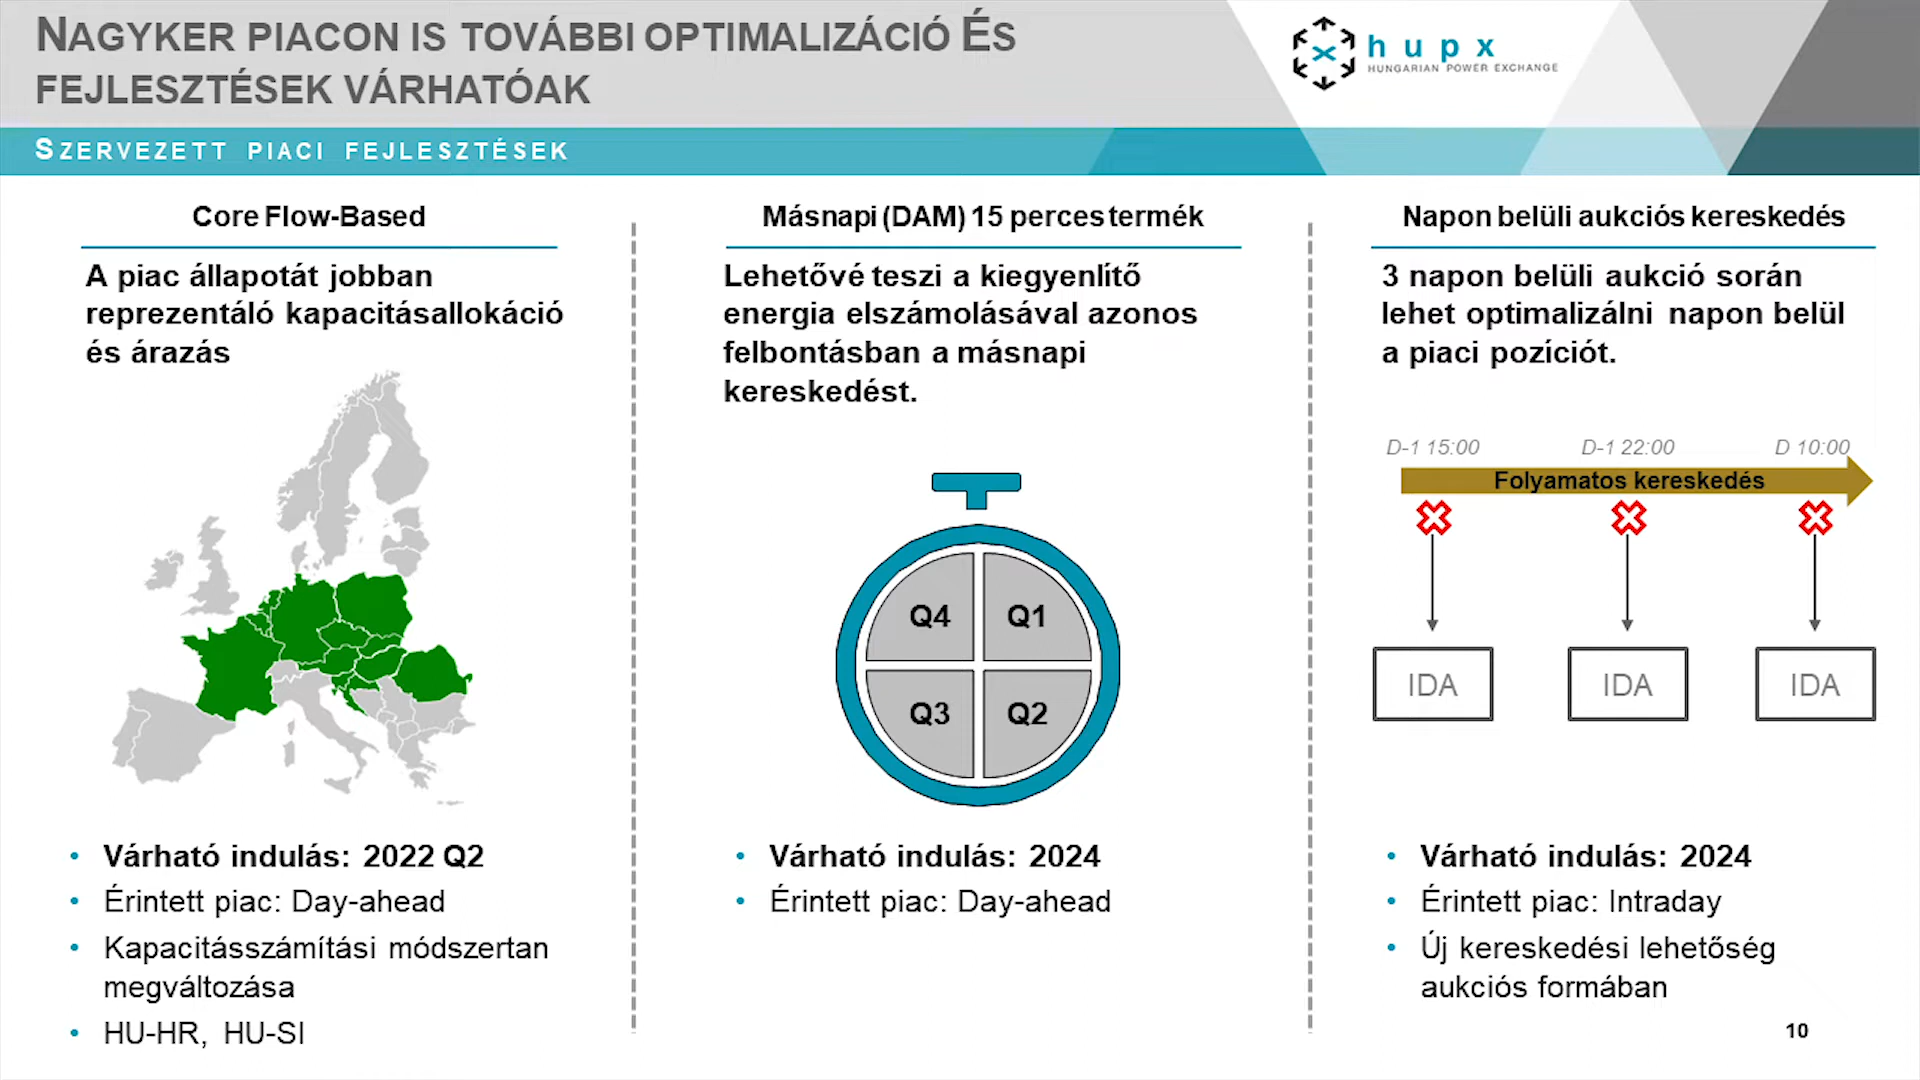 NAGYKER PIACON IS TOVÁBBI OPTIMALIZÁCIÓ ÉS
FEJLESZTÉSEK VÁRHATÓAK
hupx
HUNGARIAN POWER EXCHANGE
SZERVEZETT PIACI FEJLESZTÉSEK
Core Flow-Based
A piac állapotát jobban
reprezentáló kapacitásallokáció
és árazás
Várható indulás: 2022 Q2
Érintett piac: Day-ahead
Kapacitásszámítási módszertan
megváltozása
HU-HR, HU-SI
Másnapi (DAM) 15 perces termék
Lehetővé teszi a kiegyenlítő
energia elszámolásával azonos
felbontásban a másnapi
kereskedést.
Q4 Q1
Q3 Q2
Várható indulás: 2024
Érintett piac: Day-ahead
Napon belüli aukciós kereskedés
3 napon belüli aukció során
lehet optimalizálni napon belül
a piaci pozíciót.
D-1 15:00 D-1 22:00 D 10:00
Folyamatos kereskedés
IDA IDA IDA
Várható indulás: 2024
Érintett piac: Intraday
Új kereskedési lehetőség
aukciós formában
10